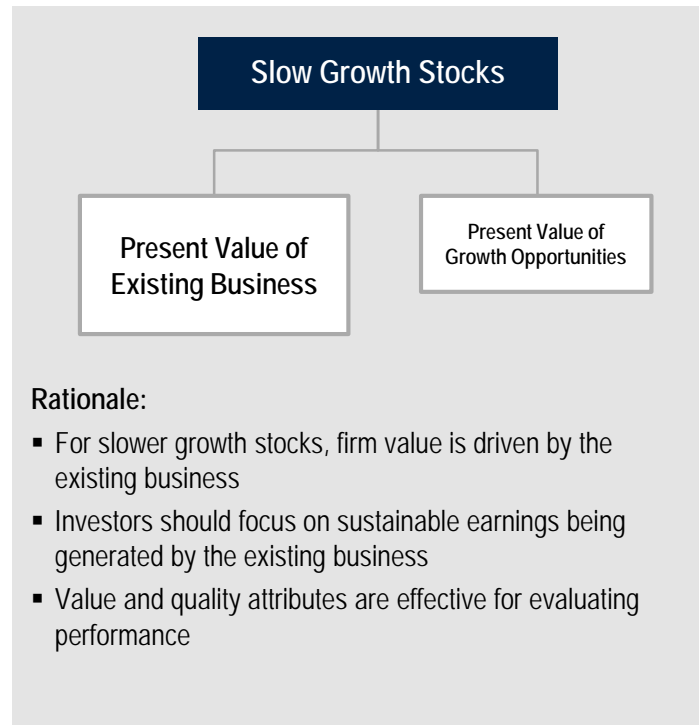 Slow Growth Stocks
Present Value of
Existing Business
Present Value of
Growth Opportunities
Rationale:
▪ For slower growth stocks, firm value is driven by the
existing business
▪ Investors should focus on sustainable earnings being
generated by the existing business
▪ Value and quality attributes are effective for evaluating
performance